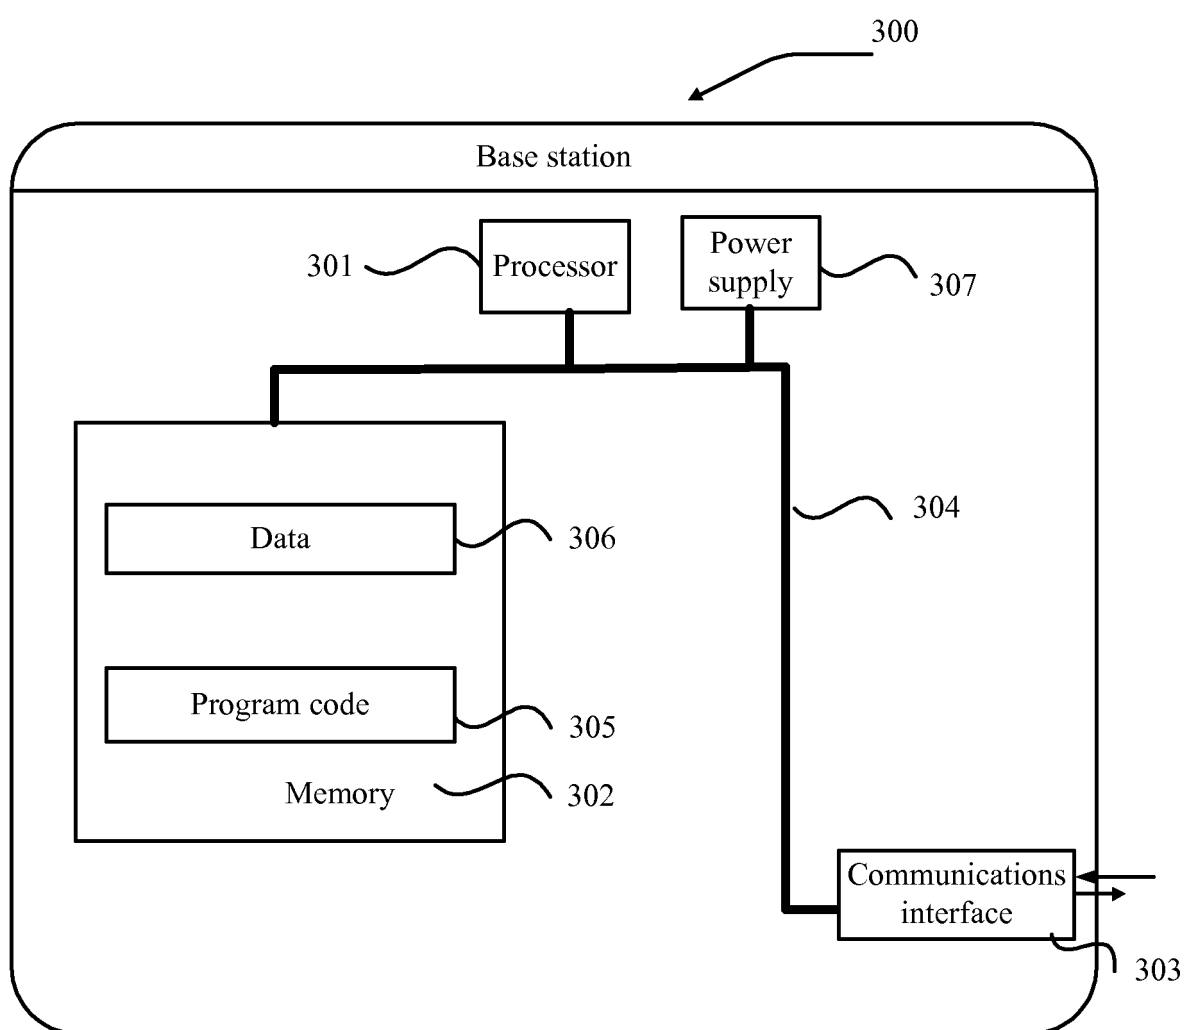 300
Base station
Power
301
Processor
supply
307
304
Data
306
Program code
305
Memory
302
Communications
interface
303